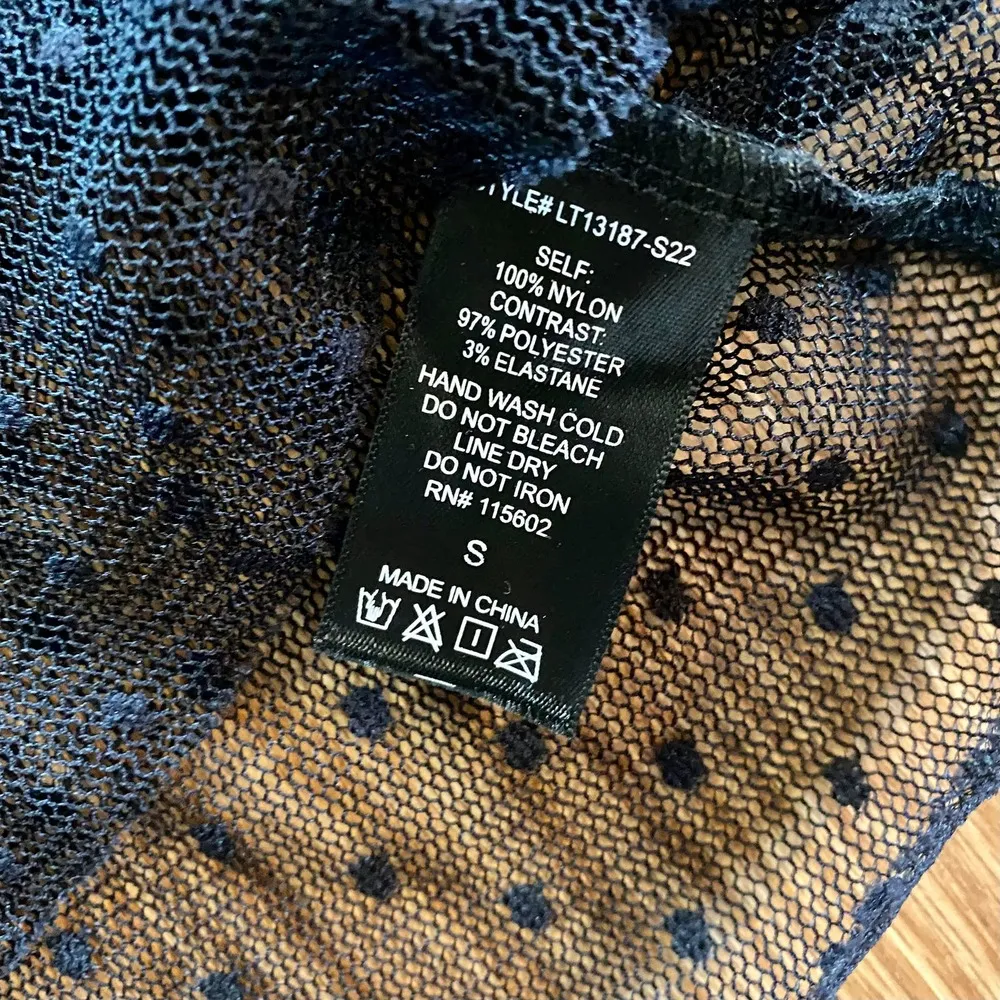 STYLE# LT13187-S22
SELF:
100% NYLON
CONTRAST:
97% POLYESTER
3% ELASTANE
HAND WASH COLD
DO NOT BLEACH
LINE DRY
DO NOT IRON
RN# 115602
S
MADE IN CHINA